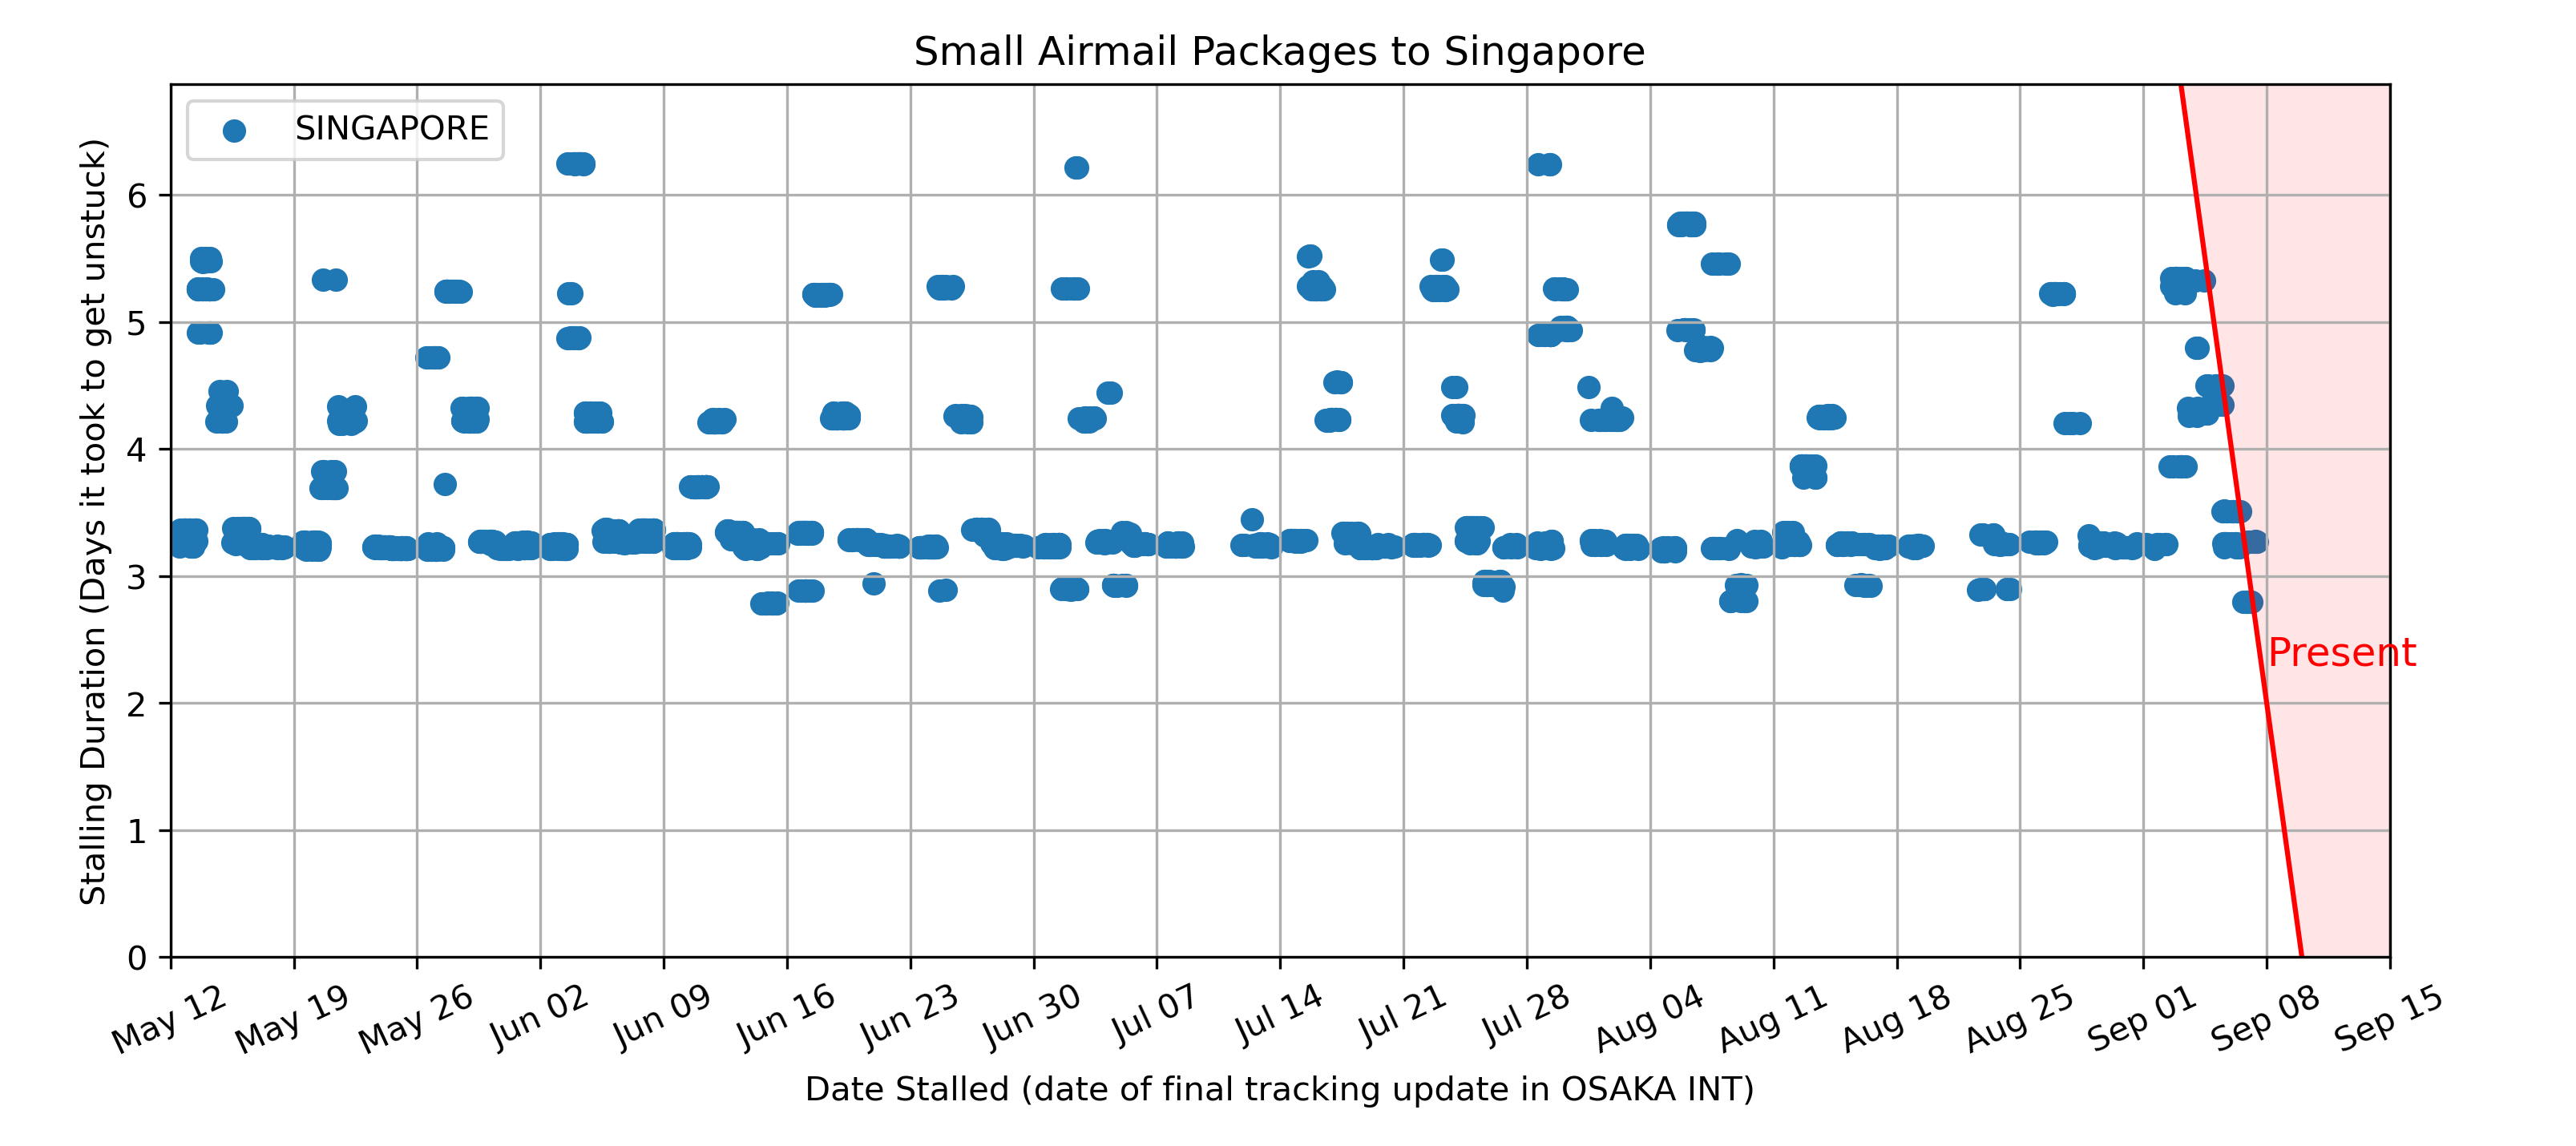 Small Airmail Packages to Singapore
SINGAPORE
Stalling Duration (Days it took to get unstuck)
6
5
4
3
2
1
0
Present
May 12
May 19
May 26
Jun 02
Jun 09
Jun 16
Jun 23
Jun 30
Jul 07
Jul 14
Jul 21
Jul 28
Aug 04
Aug 11
Aug 18
Aug 25
Sep 01
Sep 08
Sep 15
Date Stalled (date of final tracking update in OSAKA INT)